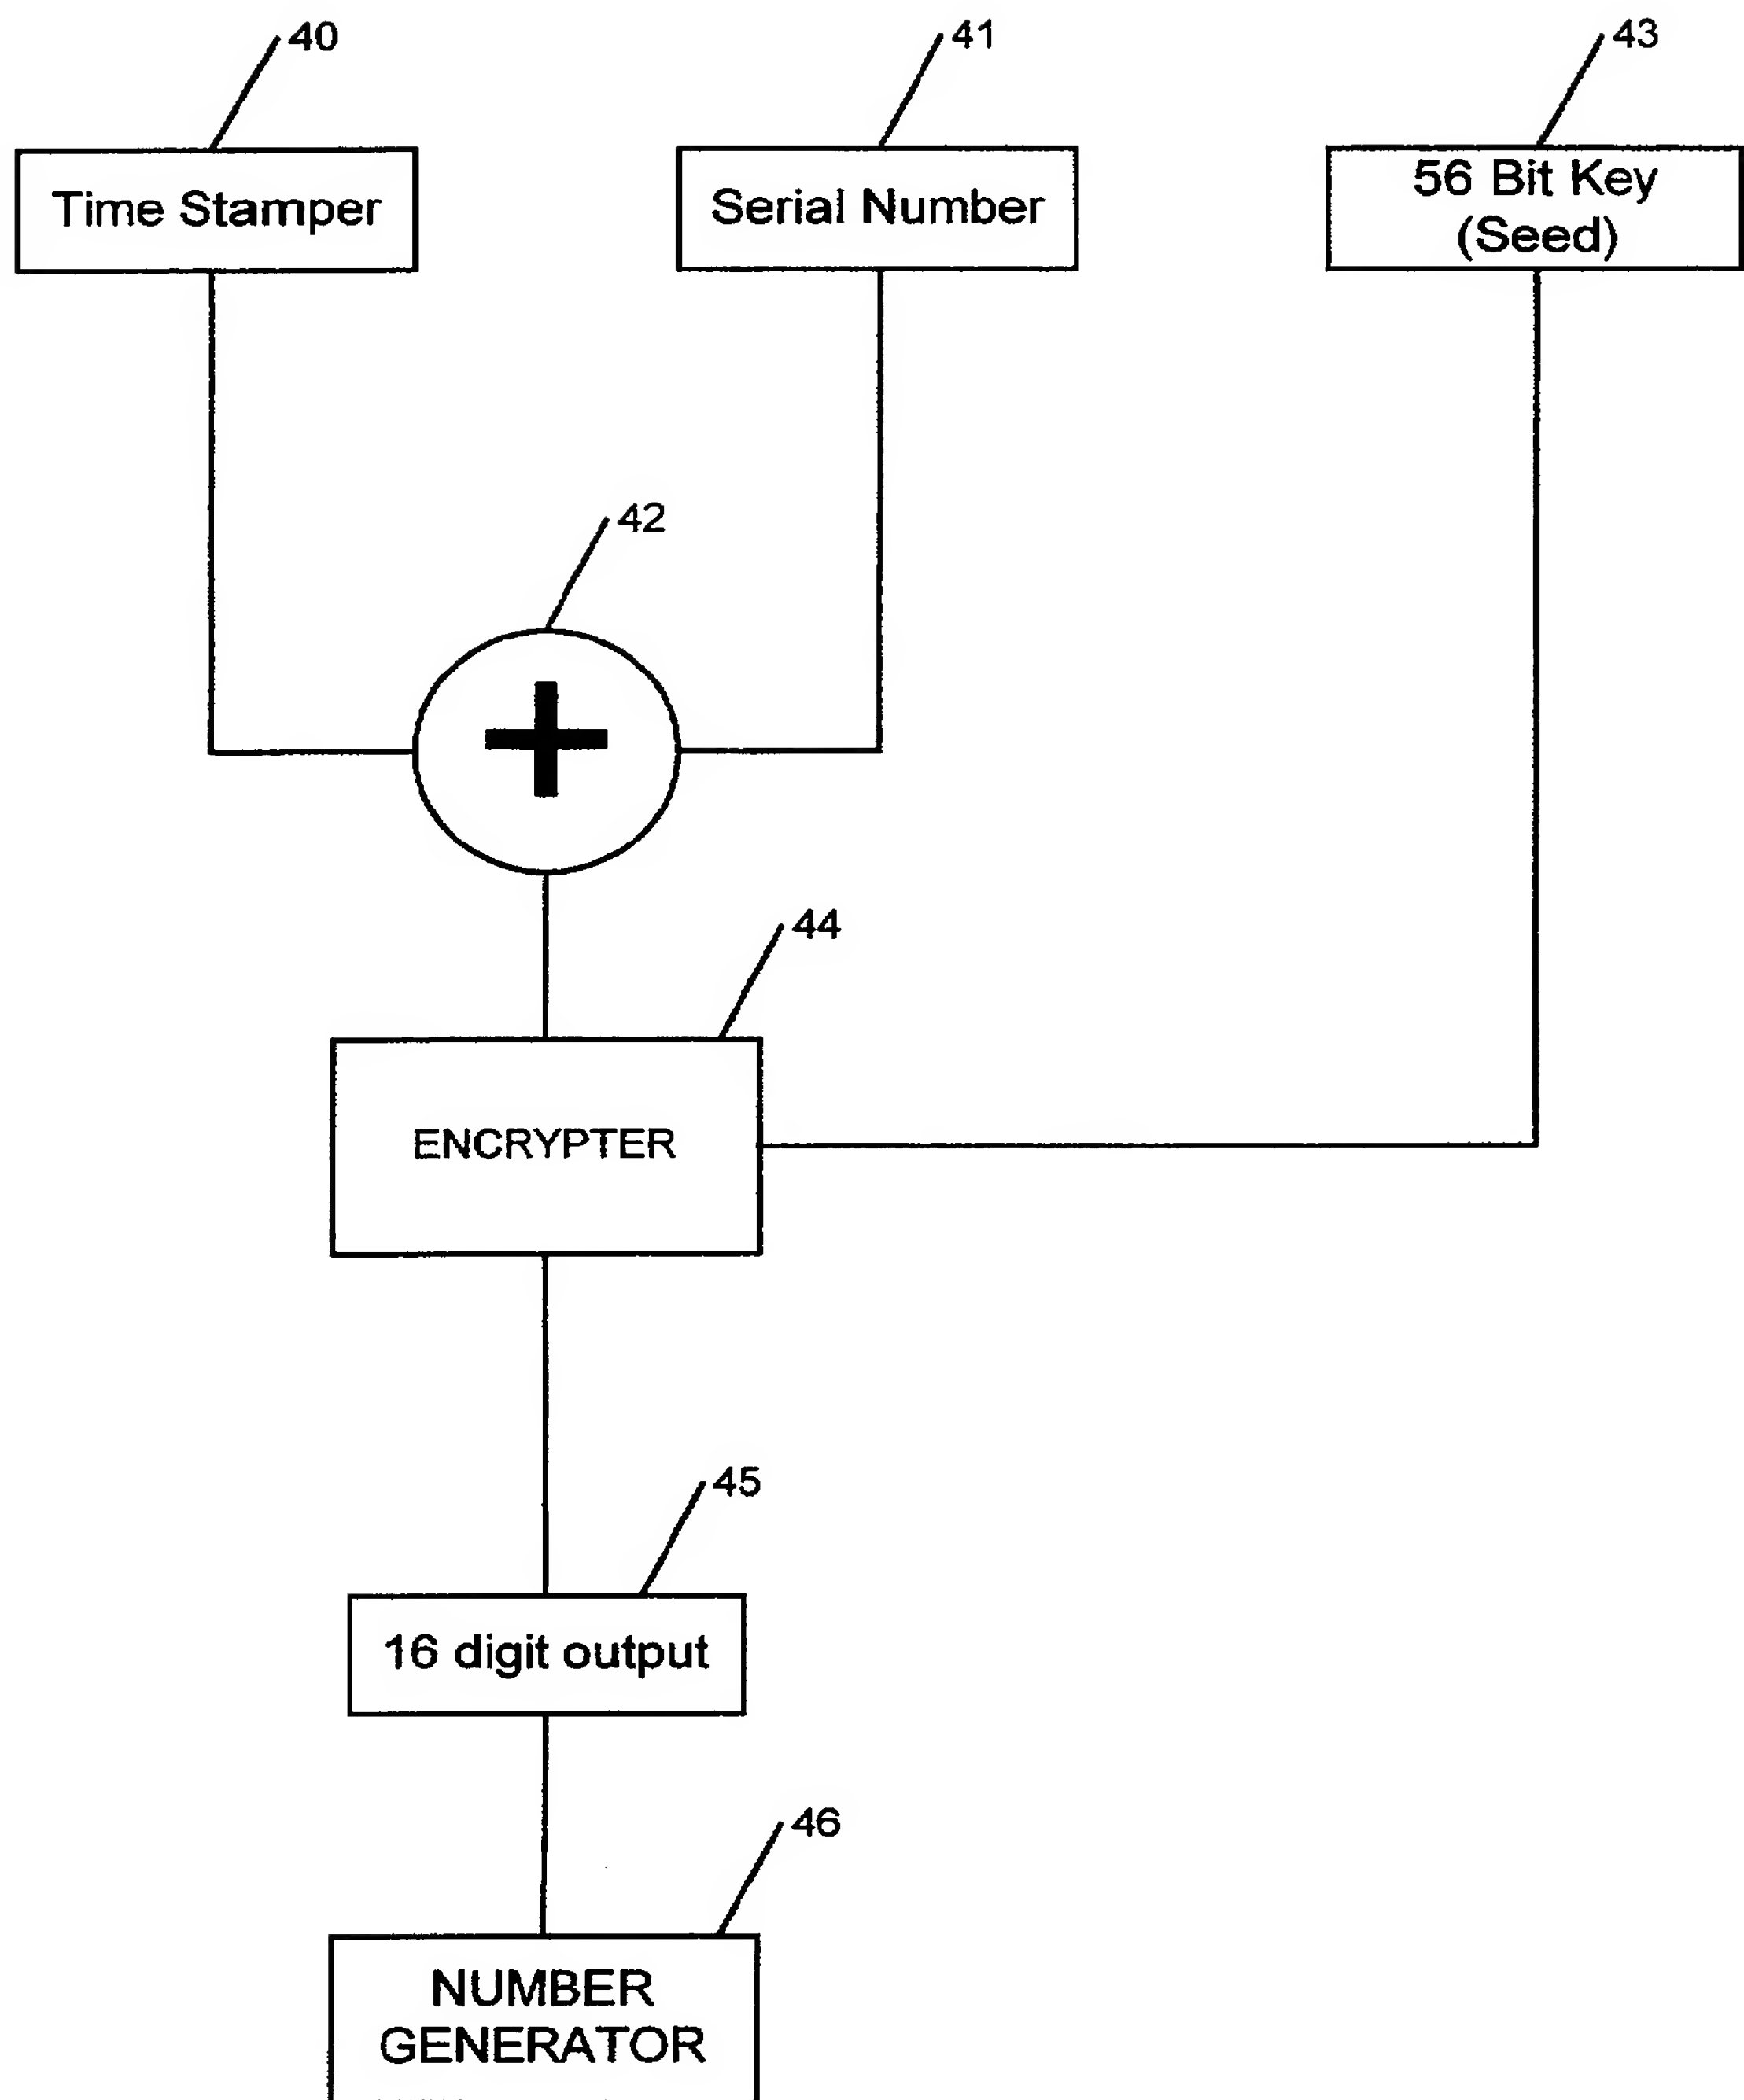 40
41
43
Time Stamper
Serial Number
56 Bit Key
(Seed)
42
+
44
ENCRYPTER
45
16 digit output
46
NUMBER
GENERATOR